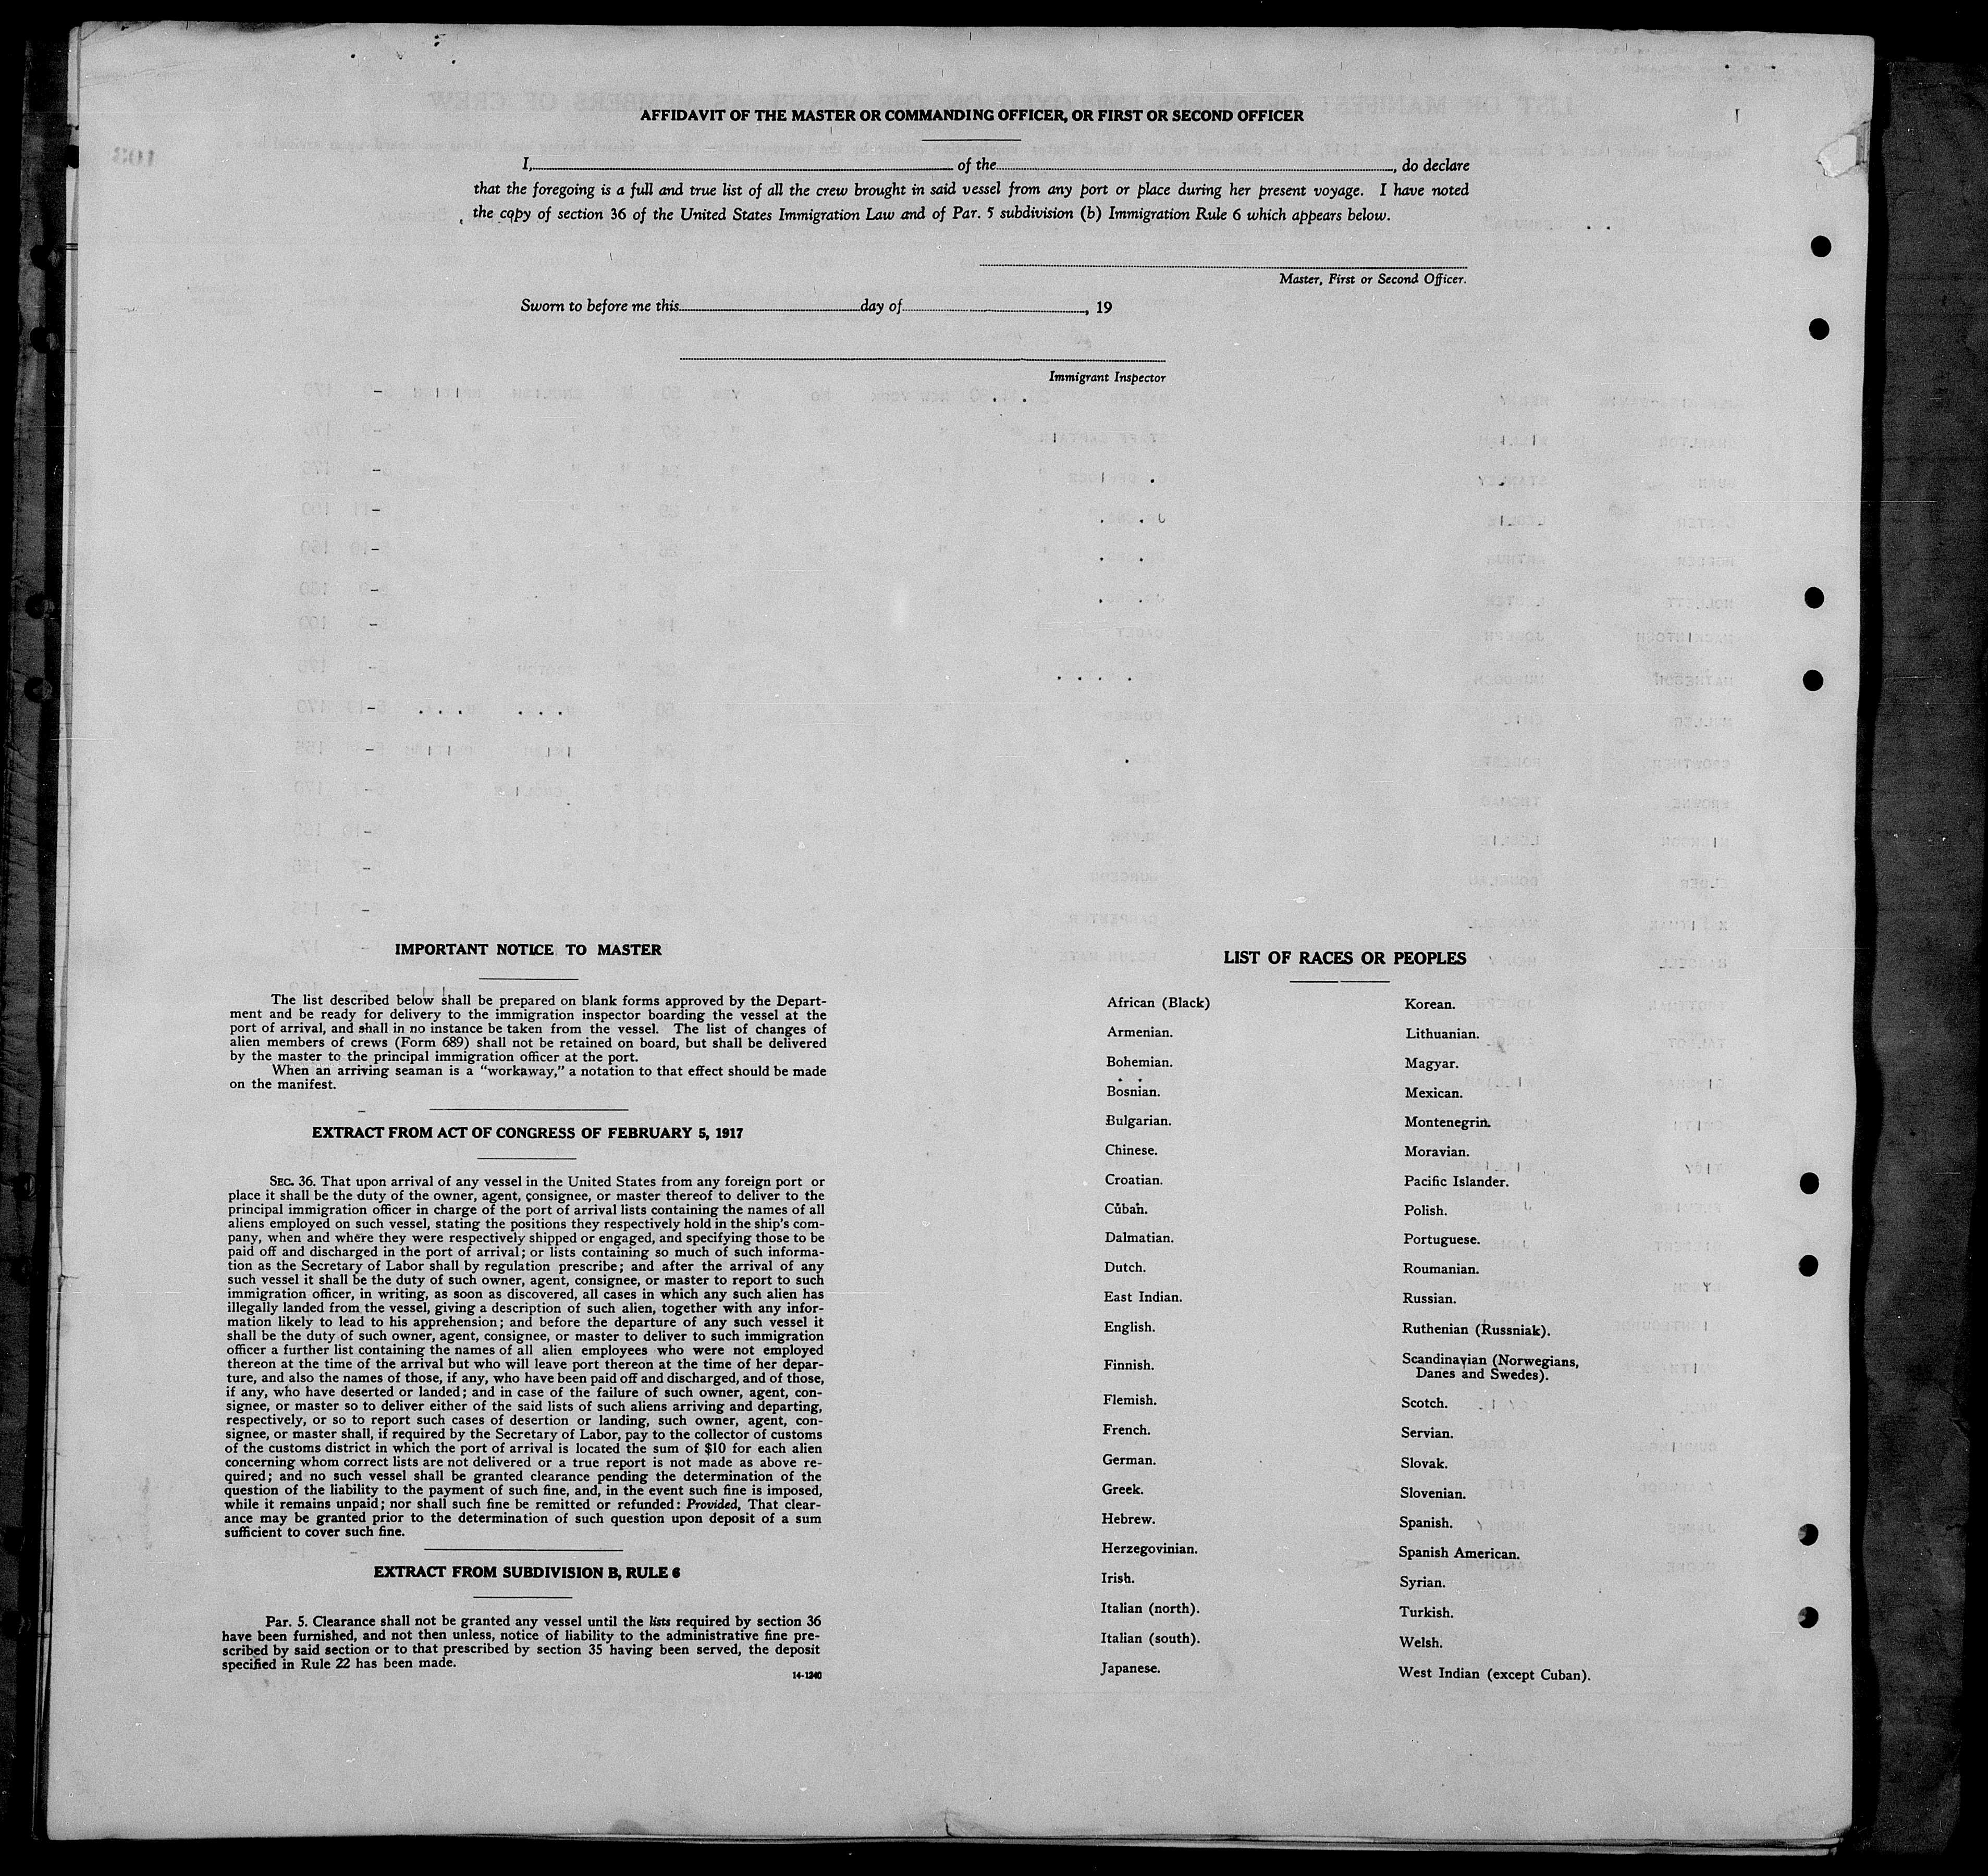 AFFIDAVIT OF THE MASTER OR COMMANDING OFFICER, OR FIRST OR SECOND OFFICER
I, of the , do declare
that the foregoing is a full and true list of all the crew brought in said vessel from any port or place during her present voyage. I have noted
the copy of section 36 of the United States Immigration Law and of Par. 5 subdivision (b) Immigration Rule 6 which appears below.
Master, First or Second Officer.
Sworn to before me this day of , 19
Immigrant Inspector
IMPORTANT NOTICE TO MASTER
The list described below shall be prepared on blank forms approved by the Depart-
ment and be ready for delivery to the immigration inspector boarding the vessel at the
port of arrival, and shall in no instance be taken from the vessel. The list of changes of
alien members of crews (Form 689) shall not be retained on board, but shall be delivered
by the master to the principal immigration officer at the port.
When an arriving seaman is a "workaway," a notation to that effect should be made
on the manifest.
EXTRACT FROM ACT OF CONGRESS OF FEBRUARY 5, 1917
SEC. 36. That upon arrival of any vessel in the United States from any foreign port or
place it shall be the duty of the owner, agent, consignee, or master thereof to deliver to the
principal immigration officer in charge of the port of arrival lists containing the names of all
aliens employed on such vessel, stating the positions they respectively hold in the ship's com-
pany, when and where they were respectively shipped or engaged, and specifying those to be
paid off and discharged in the port of arrival; or lists containing so much of such informa-
tion as the Secretary of Labor shall by regulation prescribe; and after the arrival of any
such vessel it shall be the duty of such owner, agent, consignee, or master to report to such
immigration officer, in writing, as soon as discovered, all cases in which any such alien has
illegally landed from the vessel, giving a description of such alien, together with any infor-
mation likely to lead to his apprehension; and before the departure of any such vessel it
shall be the duty of such owner, agent, consignee, or master to deliver to such immigration
officer a further list containing the names of all alien employees who were not employed
thereon at the time of the arrival but who will leave port thereon at the time of her depar-
ture, and also the names of those, if any, who have been paid off and discharged, and of those,
if any, who have deserted or landed; and in case of the failure of such owner, agent, con-
signee, or master so to deliver either of the said lists of such aliens arriving and departing,
respectively, or so to report such cases of desertion or landing, such owner, agent, con-
signee, or master shall, if required by the Secretary of Labor, pay to the collector of customs
of the customs district in which the port of arrival is located the sum of $10 for each alien
concerning whom correct lists are not delivered or a true report is not made as above re-
quired; and no such vessel shall be granted clearance pending the determination of the
question of the liability to the payment of such fine, and, in the event such fine is imposed,
while it remains unpaid; nor shall such fine be remitted or refunded: Provided, That clear-
ance may be granted prior to the determination of such question upon deposit of a sum
sufficient to cover such fine.
EXTRACT FROM SUBDIVISION B, RULE 6
Par. 5. Clearance shall not be granted any vessel until the lists required by section 36
have been furnished, and not then unless, notice of liability to the administrative fine pre-
scribed by said section or to that prescribed by section 35 having been served, the deposit
specified in Rule 22 has been made.
14-1240
LIST OF RACES OR PEOPLES
African (Black)
Armenian.
Bohemian.
Bosnian.
Bulgarian.
Chinese.
Croatian.
Cuban.
Dalmatian.
Dutch.
East Indian.
English.
Finnish.
Flemish.
French.
German.
Greek.
Hebrew.
Herzegovinian.
Irish.
Italian (north).
Italian (south).
Japanese.
Korean.
Lithuanian.
Magyar.
Mexican.
Montenegrin.
Moravian.
Pacific Islander.
Polish.
Portuguese.
Roumanian.
Russian.
Ruthenian (Russniak).
Scandinavian (Norwegians,
Danes and Swedes).
Scotch.
Servian.
Slovak.
Slovenian.
Spanish.
Spanish American.
Syrian.
Turkish.
Welsh.
West Indian (except Cuban).